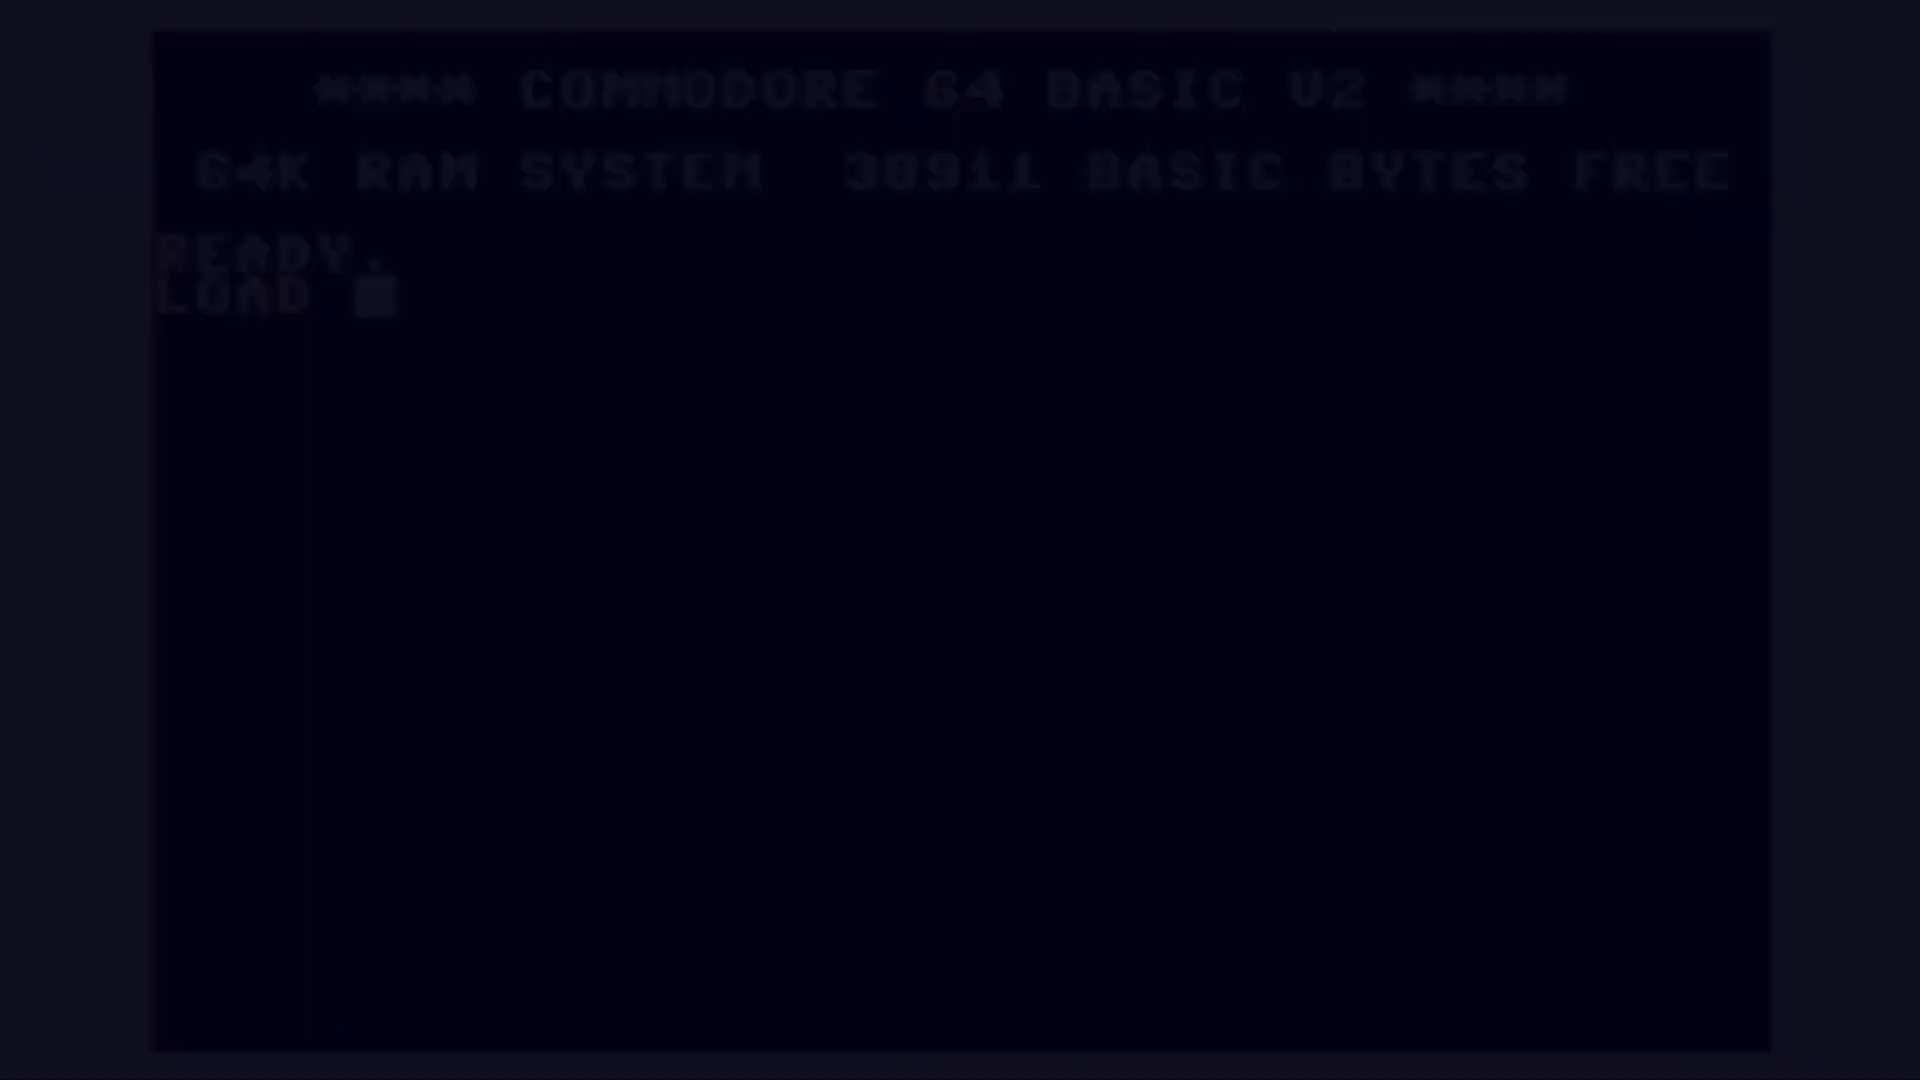 **** COMMODORE 64 BASIC V2 ****
64K RAM SYSTEM 38911 BASIC BYTES FREE
READY.
LOAD